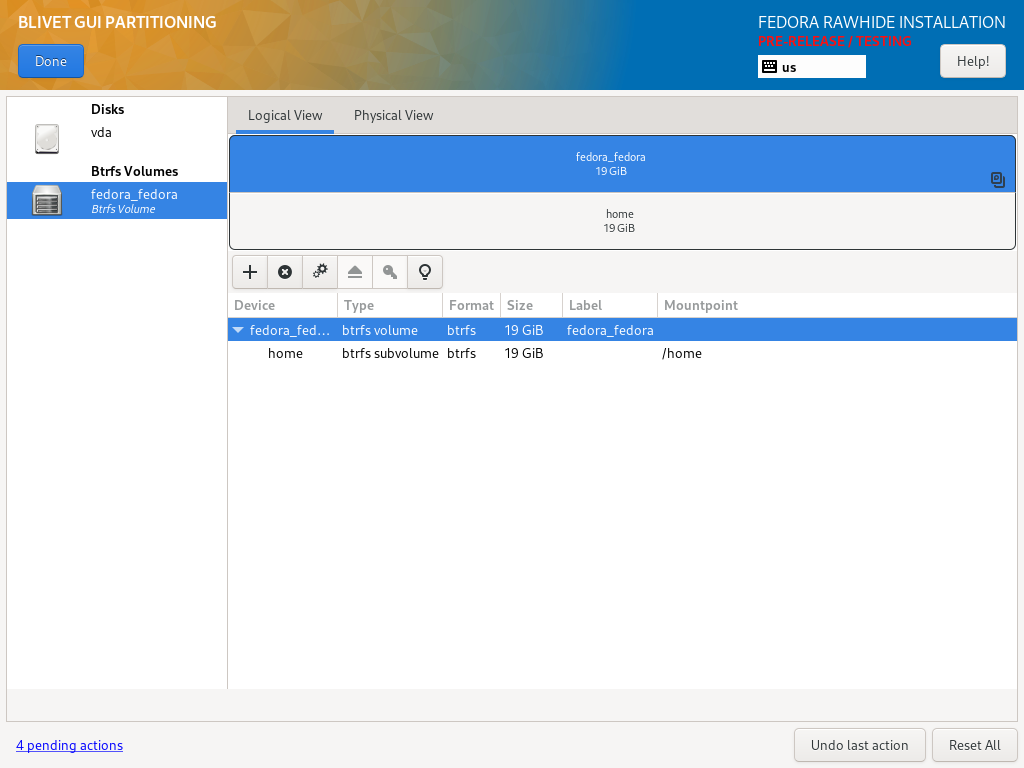 BLIVET GUI PARTITIONING
FEDORA RAWHIDE INSTALLATION
PRE-RELEASE / TESTING
Done
us
Help!
Disks
vda
Btrfs Volumes
fedora_fedora
Btrfs Volume
Logical View
Physical View
fedora_fedora
19 GiB
home
19 GiB
Device Type Format Size Label Mountpoint
fedora_fed... btrfs volume btrfs 19 GiB fedora_fedora
home btrfs subvolume btrfs 19 GiB /home
4 pending actions
Undo last action
Reset All